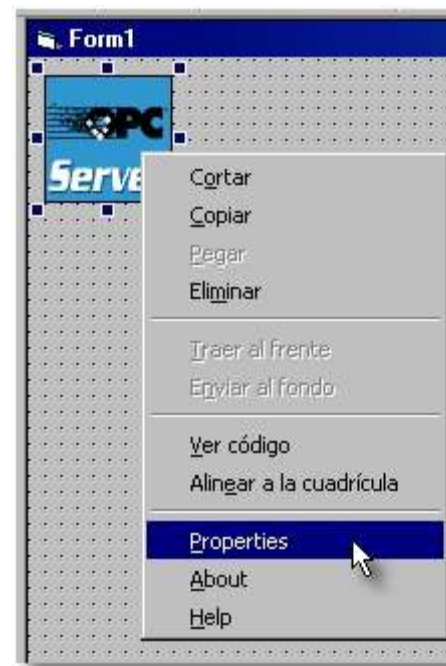 Form1
OPC
Serve
Cortar
Copiar
Pegar
Eliminar
Traer al frente
Enviar al fondo
Ver código
Alinear a la cuadrícula
Properties
About
Help